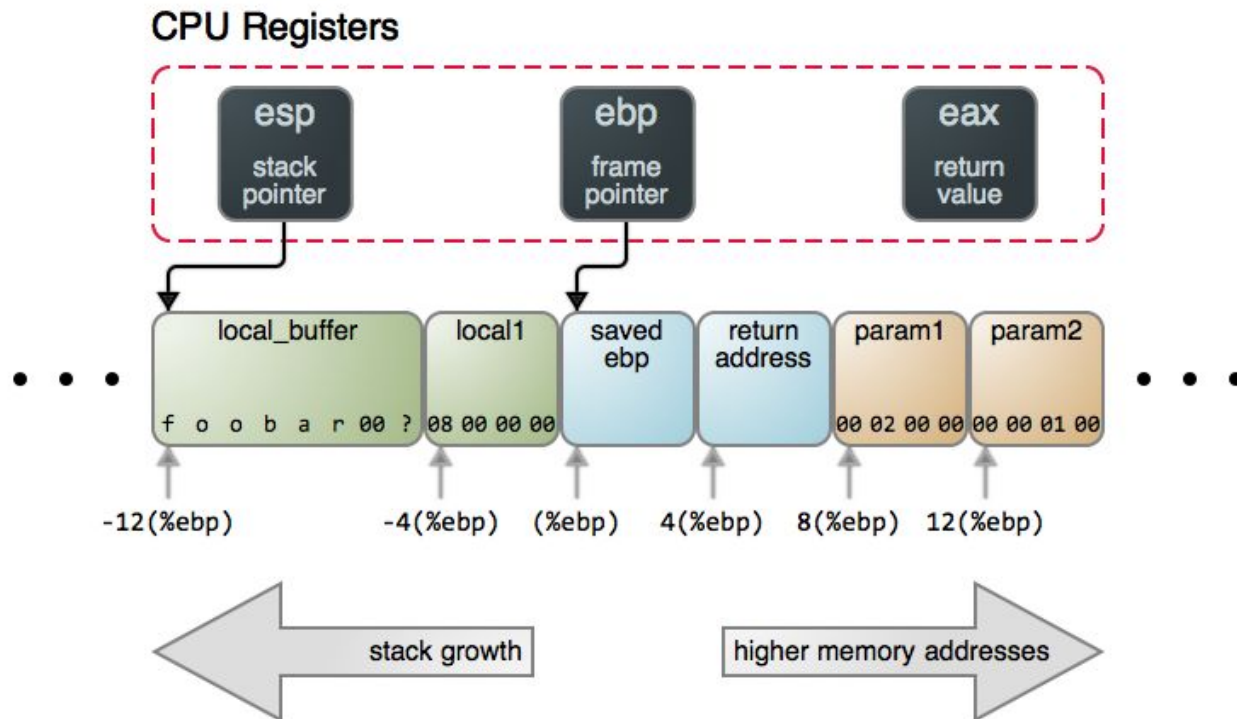 CPU Registers
esp
stack
pointer
ebp
frame
pointer
eax
return
value
local_buffer
f o o b a r 00 ?
local1
08 00 00 00
saved
ebp
return
address
param1
00 02 00 00
param2
00 00 01 00
-12(%ebp)
-4(%ebp)
(%ebp)
4(%ebp)
8(%ebp)
12(%ebp)
stack growth
higher memory addresses